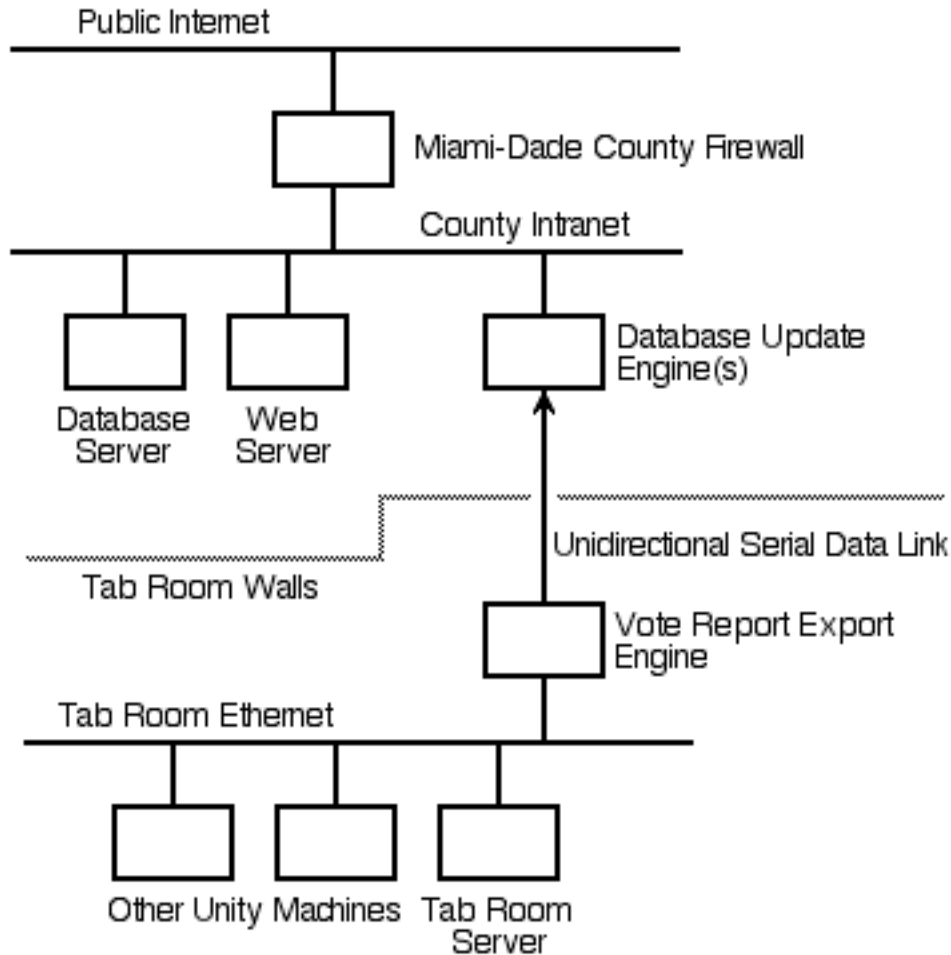 Public Internet
Miami-Dade County Firewall
County Intranet
Database Update
Engine(s)
Database
Server
Web
Server
Unidirectional Serial Data Link
Tab Room Walls
Vote Report Export
Engine
Tab Room Ethernet
Other Unity Machines
Tab Room
Server